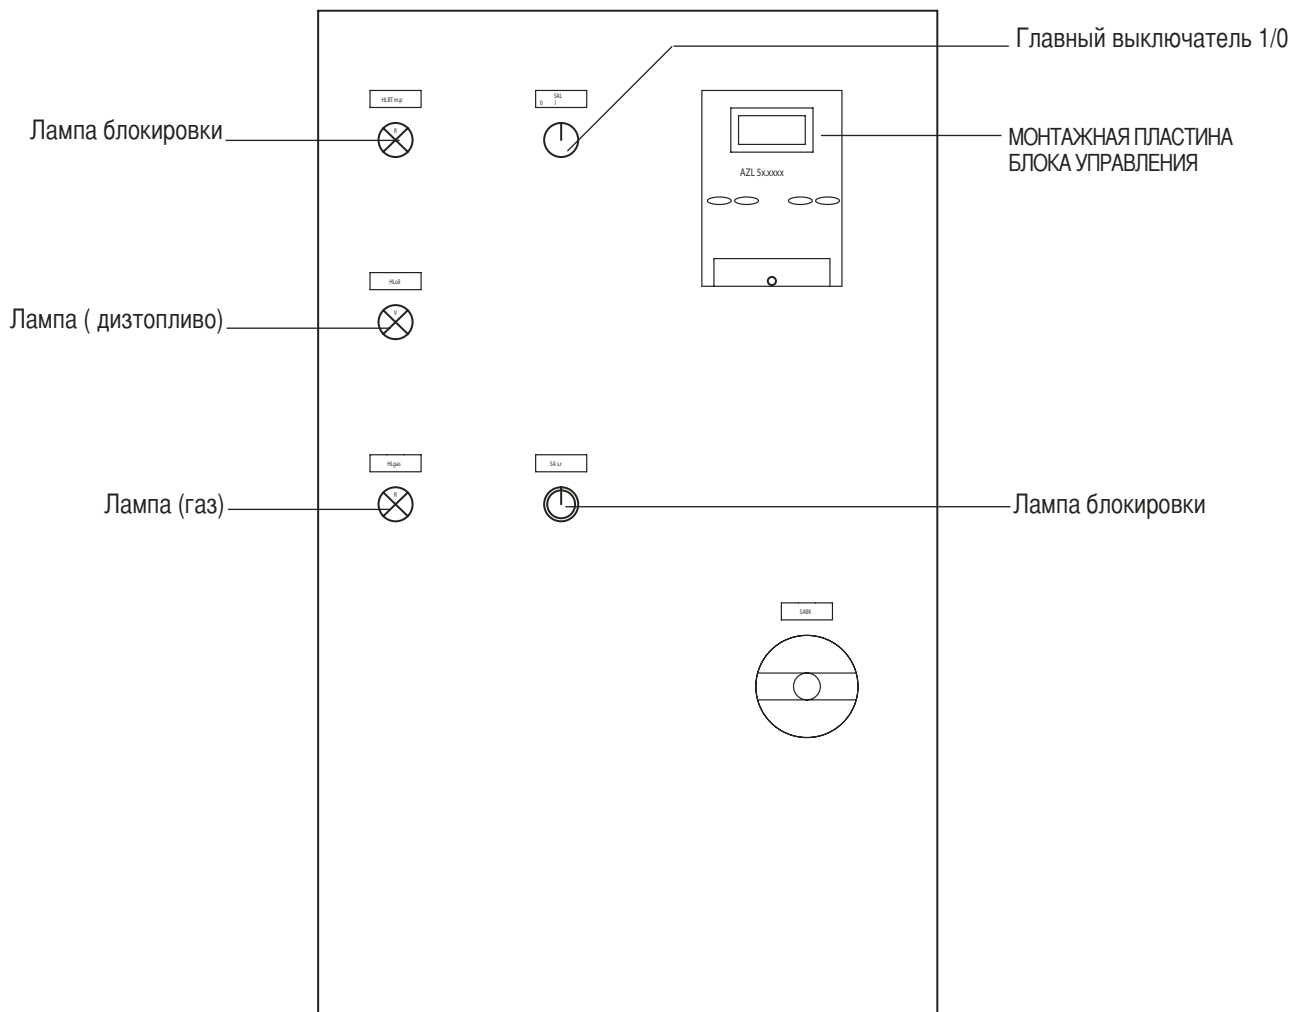 Главный выключатель 1/0
HLBT m.p
SAL
0 I
Лампа блокировки
R
МОНТАЖНАЯ ПЛАСТИНА
БЛОКА УПРАВЛЕНИЯ
AZL 5x.xxxx
HLoil
Лампа ( дизтопливо)
V
HLgas
SA s.r
Лампа (газ)
R
Лампа блокировки
SABK